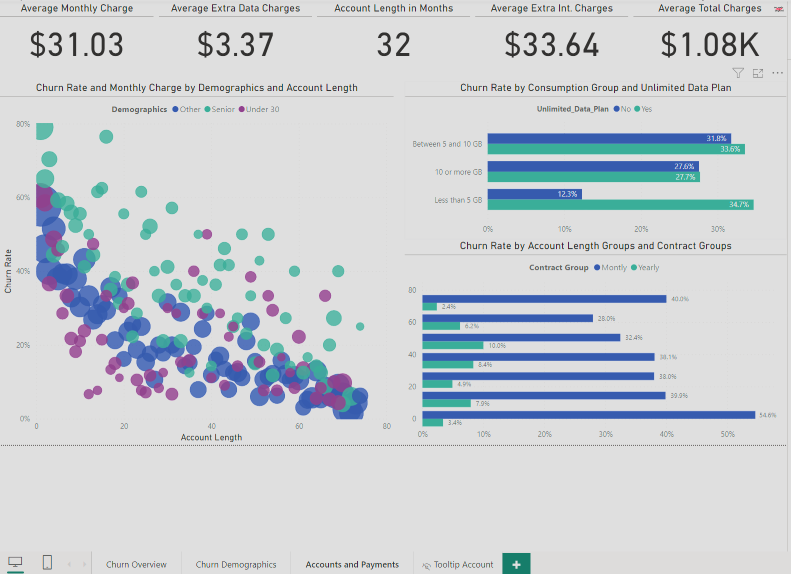 Average Monthly Charge
Average Extra Data Charges
Account Length in Months
Average Extra Int. Charges
Average Total Charges
$31.03
$3.37
32
$33.64
$1.08K
Churn Rate and Monthly Charge by Demographics and Account Length
Demographics Other Senior Under 30
Churn Rate
80%
60%
40%
20%
0%
0 20 40 60 80
Account Length
Churn Rate by Consumption Group and Unlimited Data Plan
Unlimited_Data_Plan No Yes
Between 5 and 10 GB
31.8%
33.6%
10 or more GB
27.6%
27.7%
Less than 5 GB
12.3%
34.7%
0% 10% 20% 30%
Churn Rate by Account Length Groups and Contract Groups
Contract Group Montly Yearly
80
60
40
20
0
40.0%
2.4%
28.0%
6.2%
32.4%
10.0%
38.1%
8.4%
38.0%
4.9%
39.9%
7.9%
54.6%
3.4%
0% 10% 20% 30% 40% 50%
Churn Overview
Churn Demographics
Accounts and Payments
Tooltip Account
+